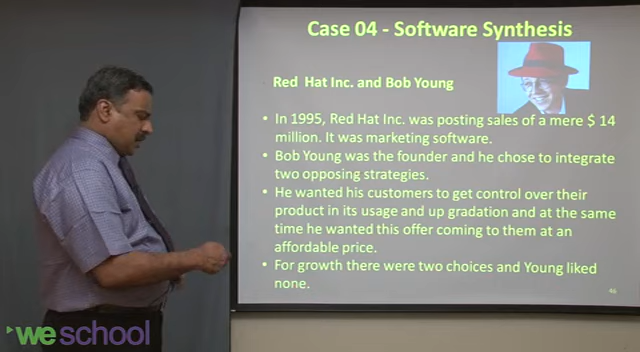 Case 04 - Software Synthesis
Red Hat Inc. and Bob Young
• In 1995, Red Hat Inc. was posting sales of a mere $ 14
million. It was marketing software.
• Bob Young was the founder and he chose to integrate
two opposing strategies.
• He wanted his customers to get control over their
product in its usage and up gradation and at the same
time he wanted this offer coming to them at an
affordable price.
• For growth there were two choices and Young liked
none.
46
weschool